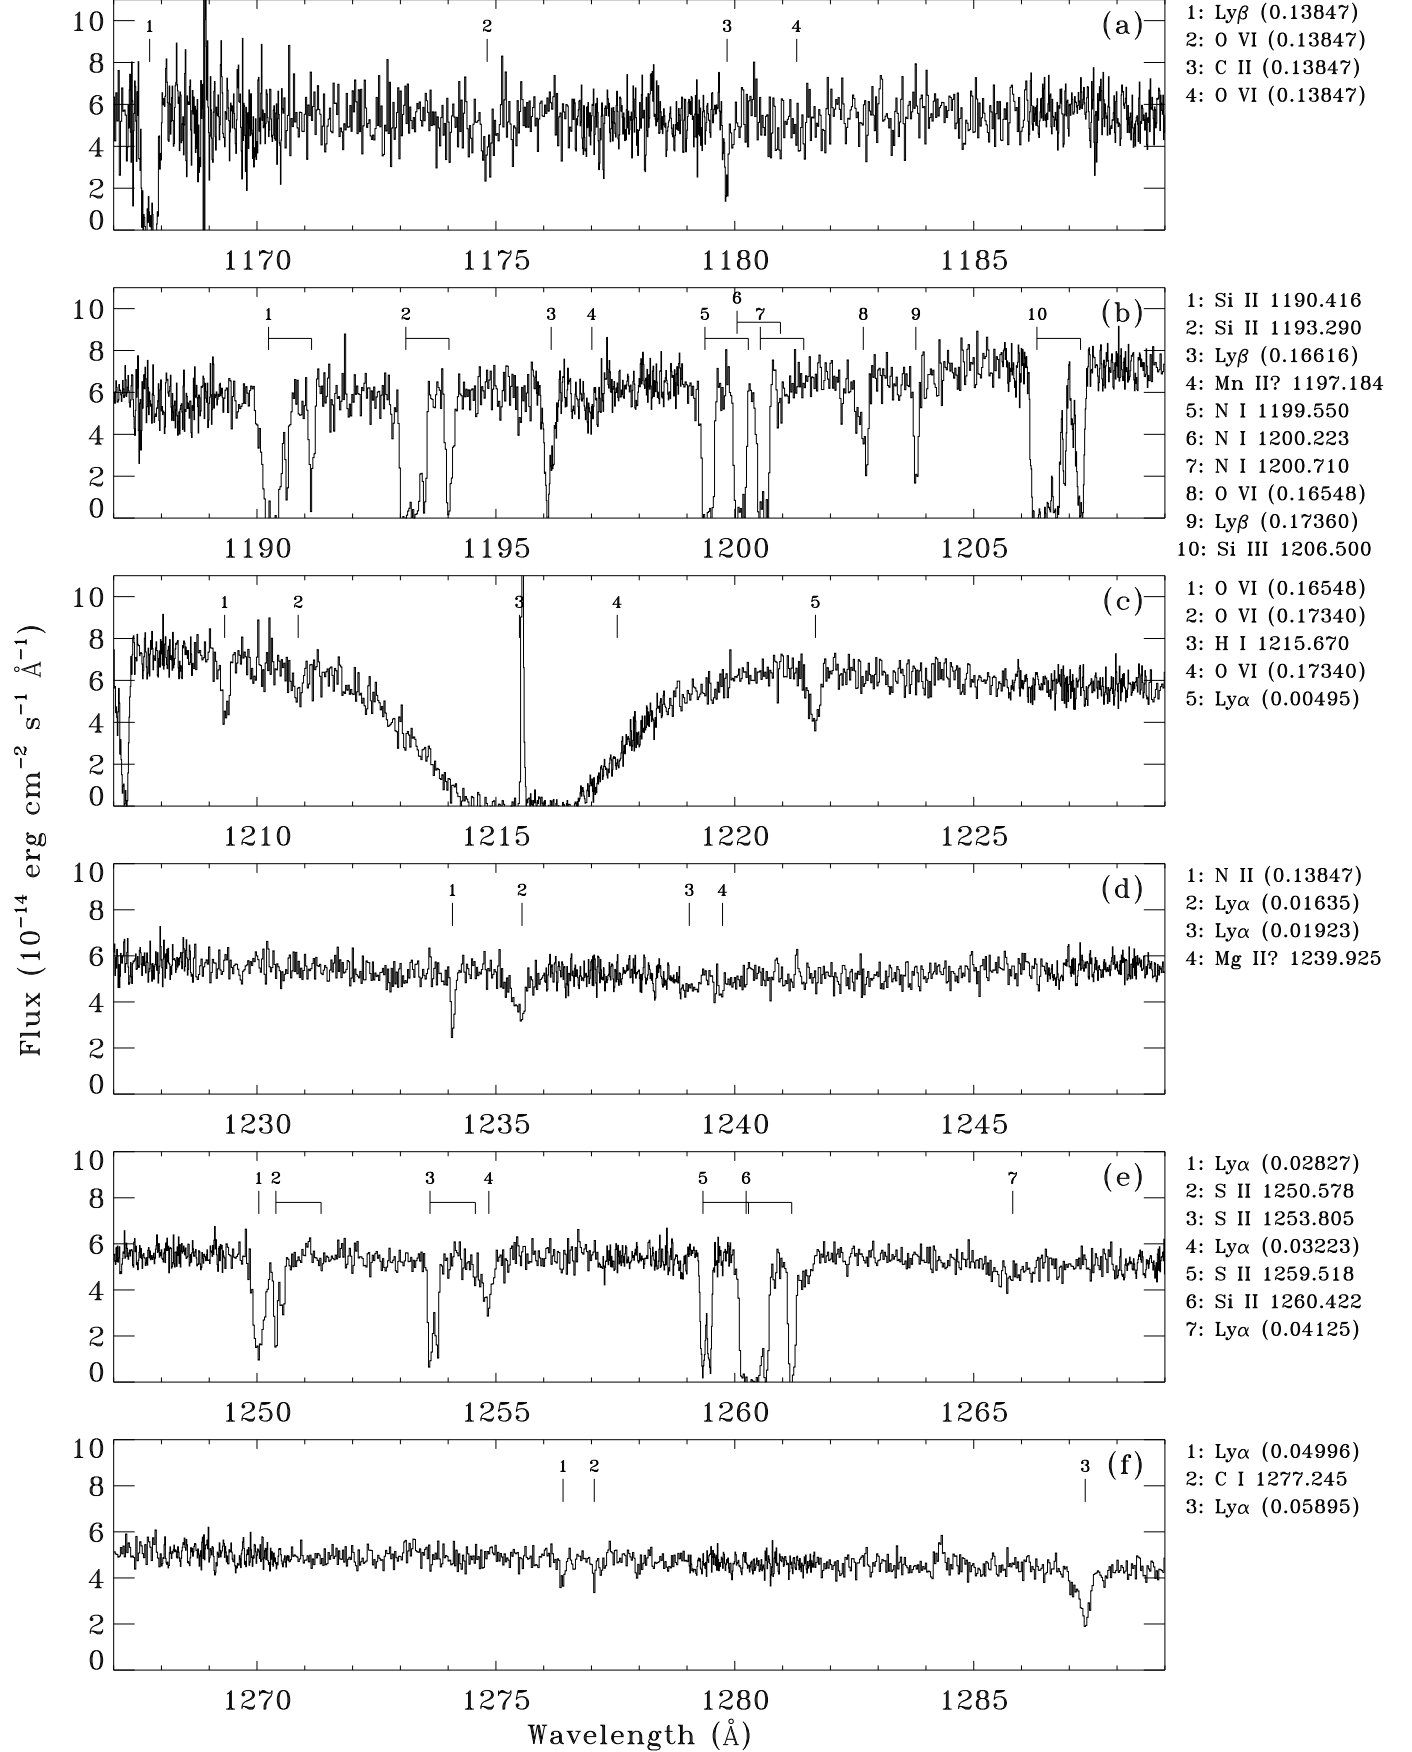 10 1 2 3 4 (a) 1: Lyβ (0.13847)
2: O VI (0.13847)
8 3: C II (0.13847)
4: O VI (0.13847)
6
4
2
0
1170 1175 1180 1185
10 1 2 3 4 5 6 7 8 9 10 (b) 1: Si II 1190.416
2: Si II 1193.290
8 3: Lyβ (0.16616)
4: Mn II? 1197.184
6 5: N I 1199.550
4 6: N I 1200.223
7: N I 1200.710
2 8: O VI (0.16548)
0 9: Lyβ (0.17360)
10: Si III 1206.500
1190 1195 1200 1205
10 1 2 3 4 5 (c) 1: O VI (0.16548)
2: O VI (0.17340)
8 3: H I 1215.670
6 4: O VI (0.17340)
5: Lyα (0.00495)
4
2
0
1210 1215 1220 1225
Flux (10⁻¹⁴ erg cm⁻² s⁻¹ Å⁻¹)
10 1 2 3 4 (d) 1: N II (0.13847)
8 2: Lyα (0.01635)
3: Lyα (0.01923)
6 4: Mg II? 1239.925
4
2
0
1230 1235 1240 1245
10 1 2 3 4 5 6 7 (e) 1: Lyα (0.02827)
8 2: S II 1250.578
3: S II 1253.805
6 4: Lyα (0.03223)
4 5: S II 1259.518
6: Si II 1260.422
2 7: Lyα (0.04125)
0
1250 1255 1260 1265
10 1 2 3 (f) 1: Lyα (0.04996)
8 2: C I 1277.245
3: Lyα (0.05895)
6
4
2
0
1270 1275 1280 1285
Wavelength (Å)